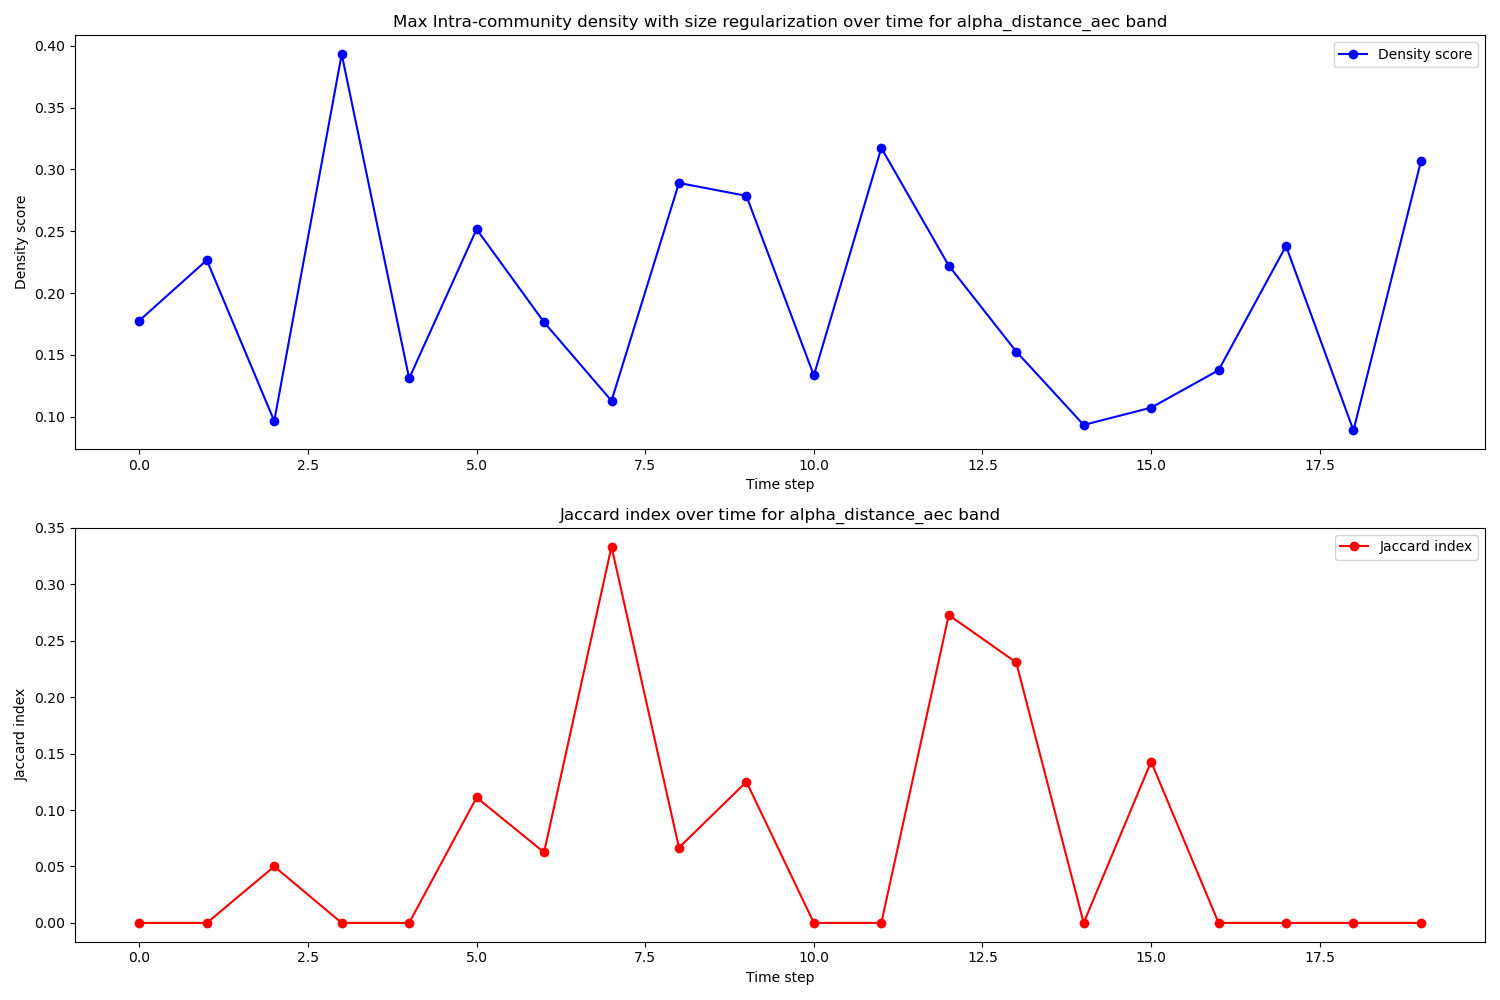 Max Intra-community density with size regularization over time for alpha_distance_aec band
Density score
0.40
0.35
0.30
0.25
0.20
0.15
0.10
Density score
0.0 2.5 5.0 7.5 10.0 12.5 15.0 17.5
Time step
Jaccard index over time for alpha_distance_aec band
Jaccard index
0.35
0.30
0.25
0.20
0.15
0.10
0.05
0.00
Jaccard index
0.0 2.5 5.0 7.5 10.0 12.5 15.0 17.5
Time step